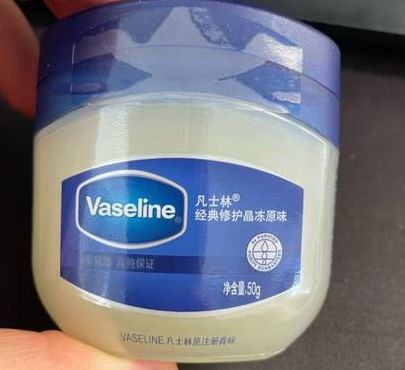 Vaseline®
凡士林®
经典修护晶冻原味
高纯保证
净含量:50g
VASELINE 凡士林是注册商标